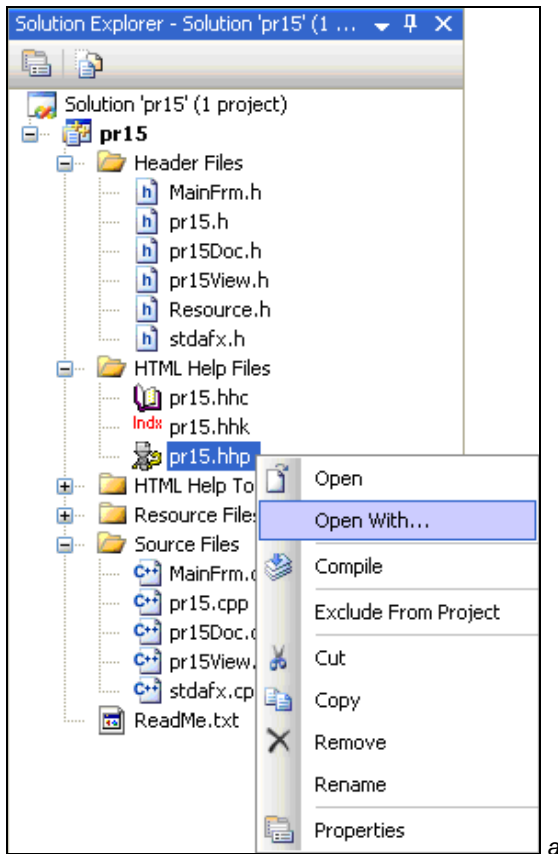 Solution Explorer - Solution 'pr15' (1 ...
Solution 'pr15' (1 project)
pr15
Header Files
MainFrm.h
pr15.h
pr15Doc.h
pr15View.h
Resource.h
stdafx.h
HTML Help Files
pr15.hhc
Indx pr15.hhk
pr15.hhp
HTML Help To
Resource File
Source Files
MainFrm.
pr15.cpp
pr15Doc.
pr15View.
stdafx.cp
ReadMe.txt
Open
Open With...
Compile
Exclude From Project
Cut
Copy
Remove
Rename
Properties
а